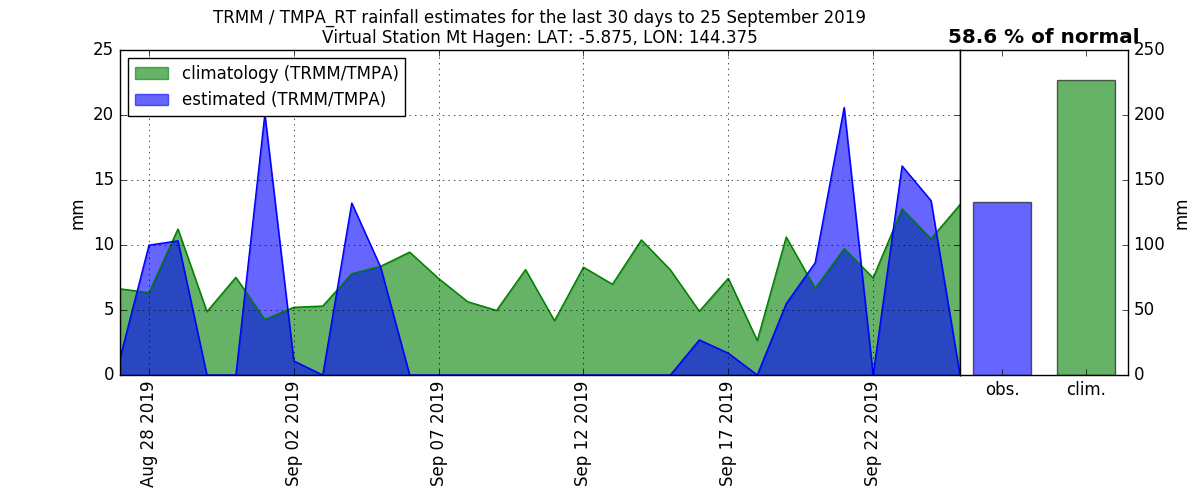 TRMM / TMPA_RT rainfall estimates for the last 30 days to 25 September 2019
Virtual Station Mt Hagen: LAT: -5.875, LON: 144.375
58.6 % of normal
climatology (TRMM/TMPA)
estimated (TRMM/TMPA)
25
20
15
10
5
0
mm
Aug 28 2019
Sep 02 2019
Sep 07 2019
Sep 12 2019
Sep 17 2019
Sep 22 2019
250
200
150
100
50
0
mm
obs.
clim.